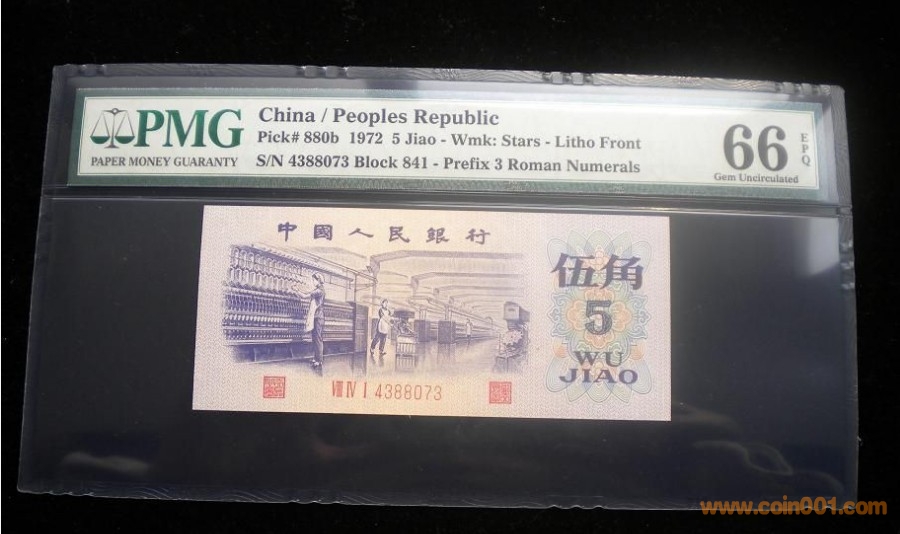 PMG
PAPER MONEY GUARANTY
China / Peoples Republic
Pick# 880b 1972 5 Jiao - Wmk: Stars - Litho Front
S/N 4388073 Block 841 - Prefix 3 Roman Numerals
66 EPQ
Gem Uncirculated
中國人民銀行
伍角
5
WU
JIAO
VIII IV I 4388073
www.coin001.com